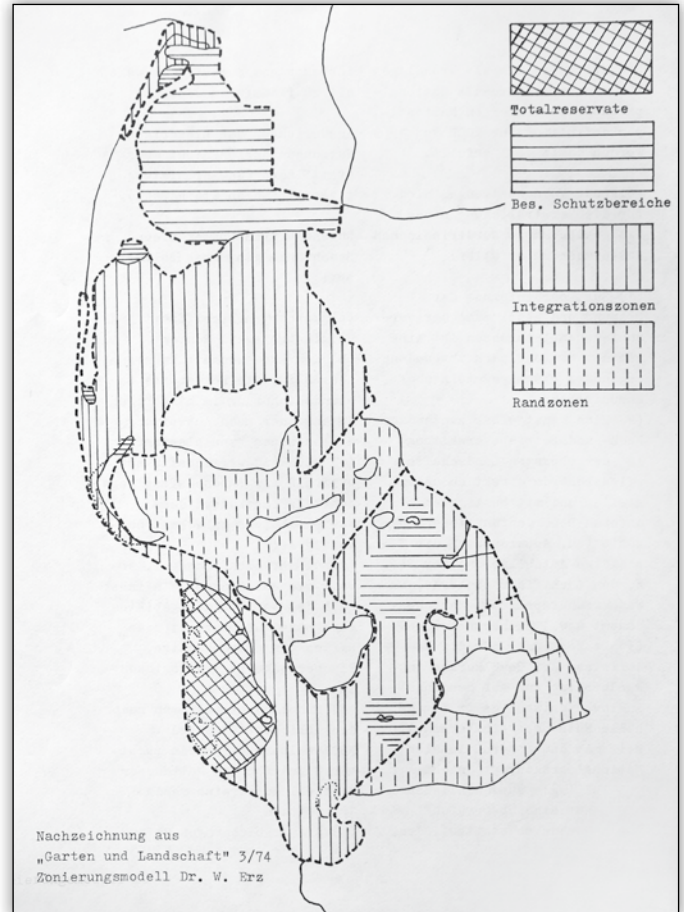 Totalreservate
Bes. Schutzbereiche
Integrationszonen
Randzonen
Nachzeichnung aus
„Garten und Landschaft" 3/74
Zonierungsmodell Dr. W. Erz